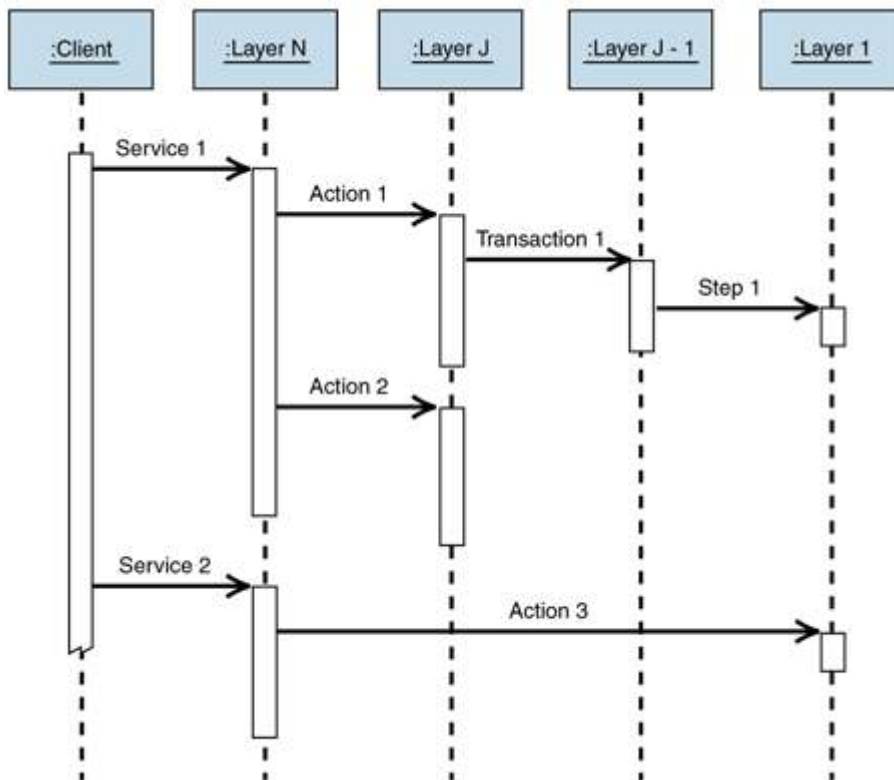 :Client
:Layer N
:Layer J
:Layer J - 1
:Layer 1
Service 1
Action 1
Transaction 1
Step 1
Action 2
Service 2
Action 3